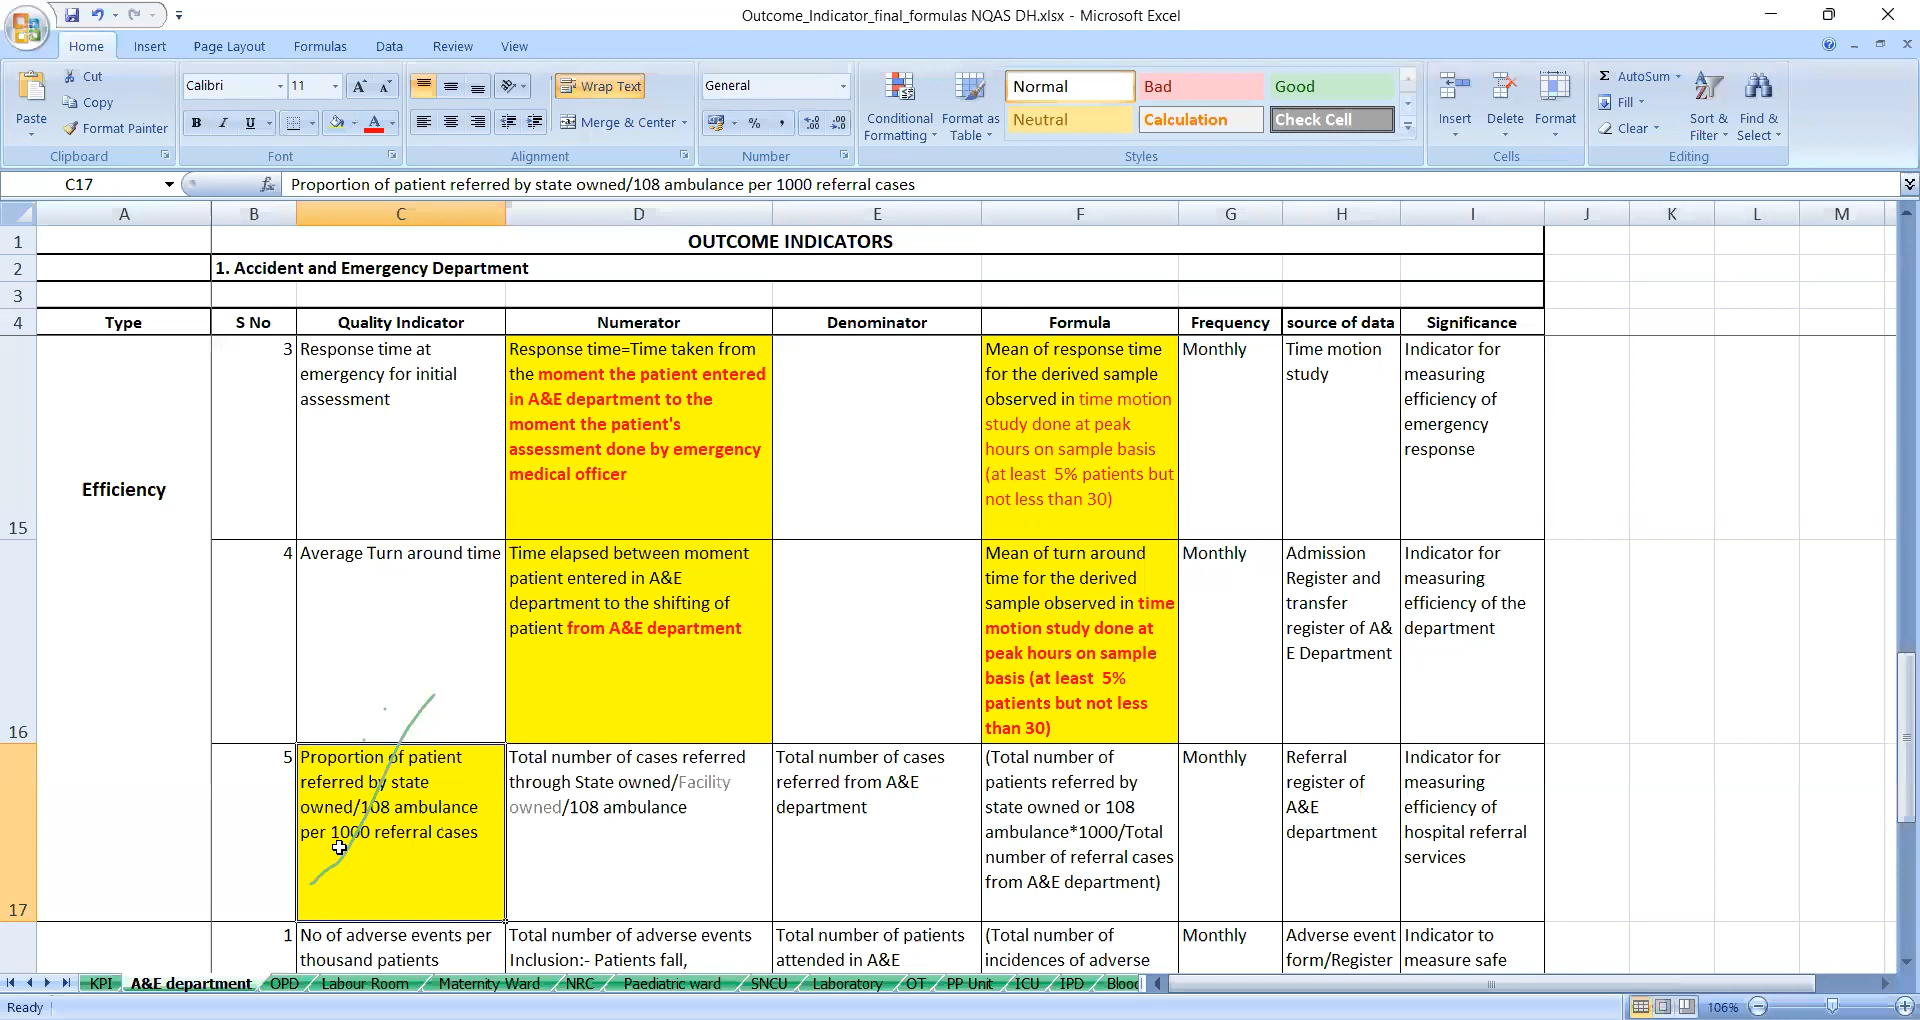 Outcome_Indicator_final_formulas NQAS DH.xlsx - Microsoft Excel
Home Insert Page Layout Formulas Data Review View
Paste
Cut
Copy
Format Painter
Clipboard
Calibri 11
B I U
Font
Wrap Text
Merge & Center
Alignment
General
Number
Conditional Formatting
Format as Table
Normal Bad Good
Neutral Calculation Check Cell
Styles
Insert Delete Format
Cells
Σ AutoSum
Fill
Clear
Sort & Filter
Find & Select
Editing
C17 fx Proportion of patient referred by state owned/108 ambulance per 1000 referral cases
A B C D E F G H I J K L M
1 OUTCOME INDICATORS
2 1. Accident and Emergency Department
3
4 Type S No Quality Indicator Numerator Denominator Formula Frequency source of data Significance
Efficiency
15
3
Response time at
emergency for initial
assessment
Response time=Time taken from
the moment the patient entered
in A&E department to the
moment the patient's
assessment done by emergency
medical officer
Mean of response time
for the derived sample
observed in time motion
study done at peak
hours on sample basis
(at least 5% patients but
not less than 30)
Monthly
Time motion
study
Indicator for
measuring
efficiency of
emergency
response
16
4
Average Turn around time
Time elapsed between moment
patient entered in A&E
department to the shifting of
patient from A&E department
Mean of turn around
time for the derived
sample observed in time
motion study done at
peak hours on sample
basis (at least 5%
patients but not less
than 30)
Monthly
Admission
Register and
transfer
register of A&
E Department
Indicator for
measuring
efficiency of the
department
17
5
Proportion of patient
referred by state
owned/108 ambulance
per 1000 referral cases
Total number of cases referred
through State owned/Facility
owned/108 ambulance
Total number of cases
referred from A&E
department
(Total number of
patients referred by
state owned or 108
ambulance*1000/Total
number of referral cases
from A&E department)
Monthly
Referral
register of
A&E
department
Indicator for
measuring
efficiency of
hospital referral
services
1
No of adverse events per
thousand patients
Total number of adverse events
Inclusion:- Patients fall,
Total number of patients
attended in A&E
(Total number of
incidences of adverse
Monthly
Adverse event
form/Register
Indicator to
measure safe
KPI A&E department OPD Labour Room Maternity Ward NRC Paediatric ward SNCU Laboratory OT PP Unit ICU IPD Blood
Ready 106%